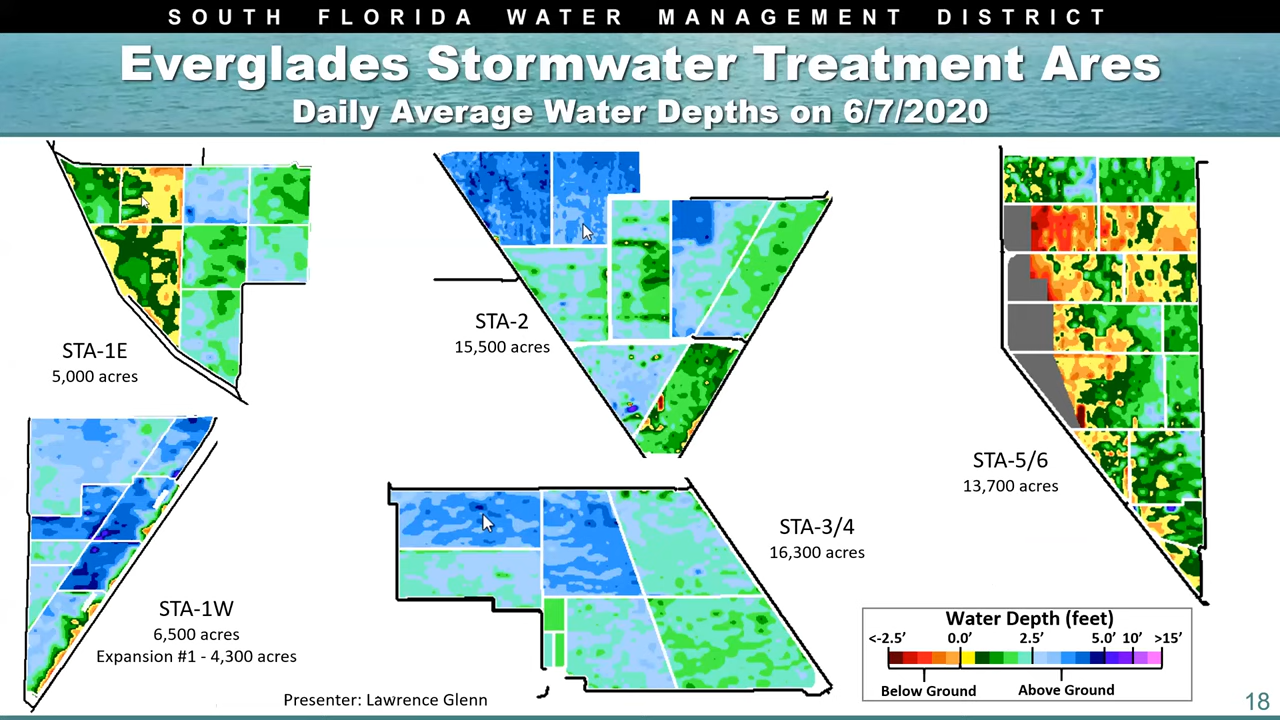 SOUTH FLORIDA WATER MANAGEMENT DISTRICT
Everglades Stormwater Treatment Ares
Daily Average Water Depths on 6/7/2020
STA-1E
5,000 acres
STA-2
15,500 acres
STA-5/6
13,700 acres
STA-3/4
16,300 acres
STA-1W
6,500 acres
Expansion #1 - 4,300 acres
Water Depth (feet)
<-2.5’ 0.0’ 2.5’ 5.0’ 10’ >15’
Below Ground Above Ground
Presenter: Lawrence Glenn
18